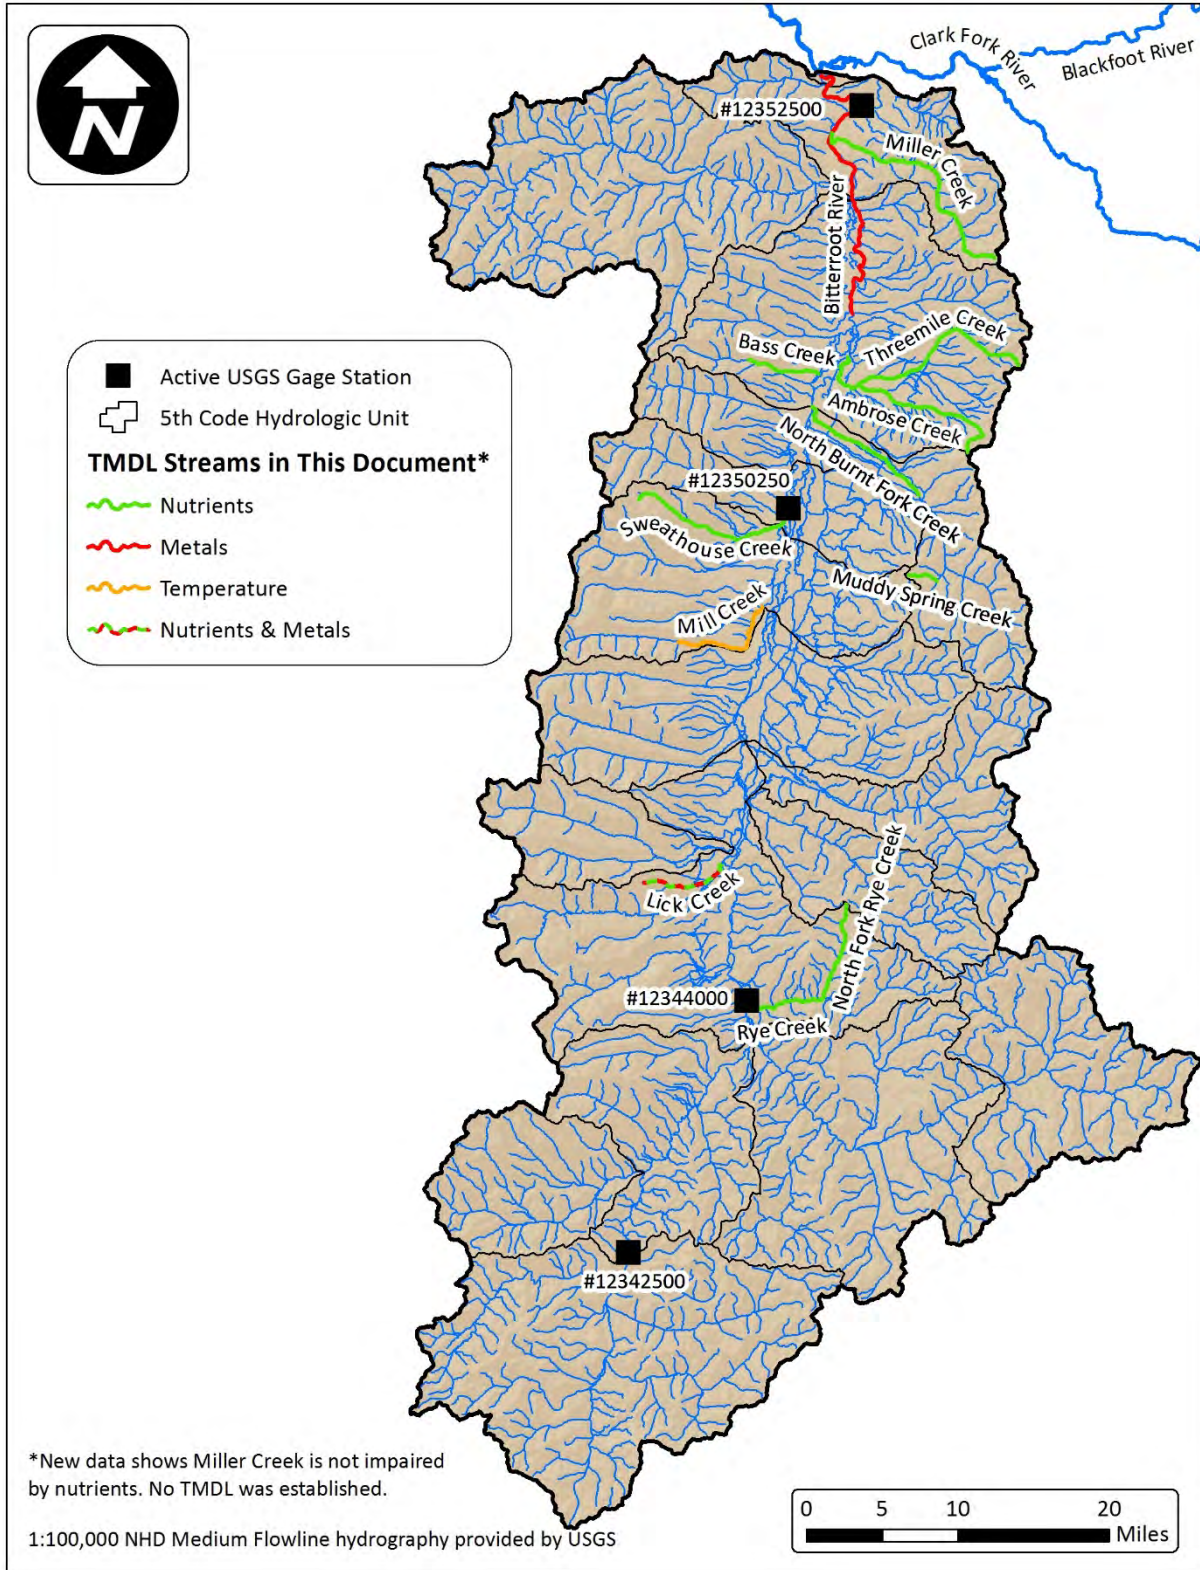 N
Clark Fork River
Blackfoot River
#12352500
Miller Creek
Bitterroot River
Threemile Creek
Bass Creek
Ambrose Creek
North Burnt Fork Creek
#12350250
Sweathouse Creek
Muddy Spring Creek
Mill Creek
Active USGS Gage Station
5th Code Hydrologic Unit
TMDL Streams in This Document*
Nutrients
Metals
Temperature
Nutrients & Metals
Lick Creek
North Fork Rye Creek
#12344000
Rye Creek
#12342500
*New data shows Miller Creek is not impaired
by nutrients. No TMDL was established.
1:100,000 NHD Medium Flowline hydrography provided by USGS
0 5 10 20
Miles